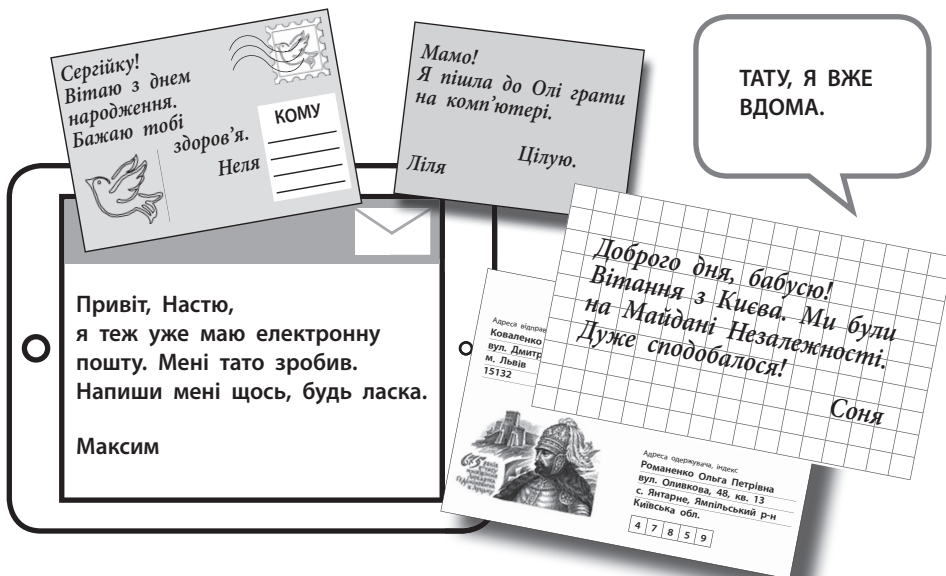 Сергійку!
Вітаю з днем
народження.
Бажаю тобі
здоров'я.
Неля
КОМУ
Мамо!
Я пішла до Олі грати
на комп'ютері.
Цілую.
Ліля
ТАТУ, Я ВЖЕ
ВДОМА.
Привіт, Настю,
я теж уже маю електронну
пошту. Мені тато зробив.
Напиши мені щось, будь ласка.
Максим
Доброго дня, бабусю!
Вітання з Києва. Ми були
на Майдані Незалежності.
Дуже сподобалося!
Соня
Адреса
Коваленко
вул.
м. Львів
15132
Адреса одержувача, індекс
Романенко Ольга Петрівна
вул. Оливкова, 48, кв. 13
с. Янтарне, Ямпільський р-н
Київська обл.
4 7 8 5 9